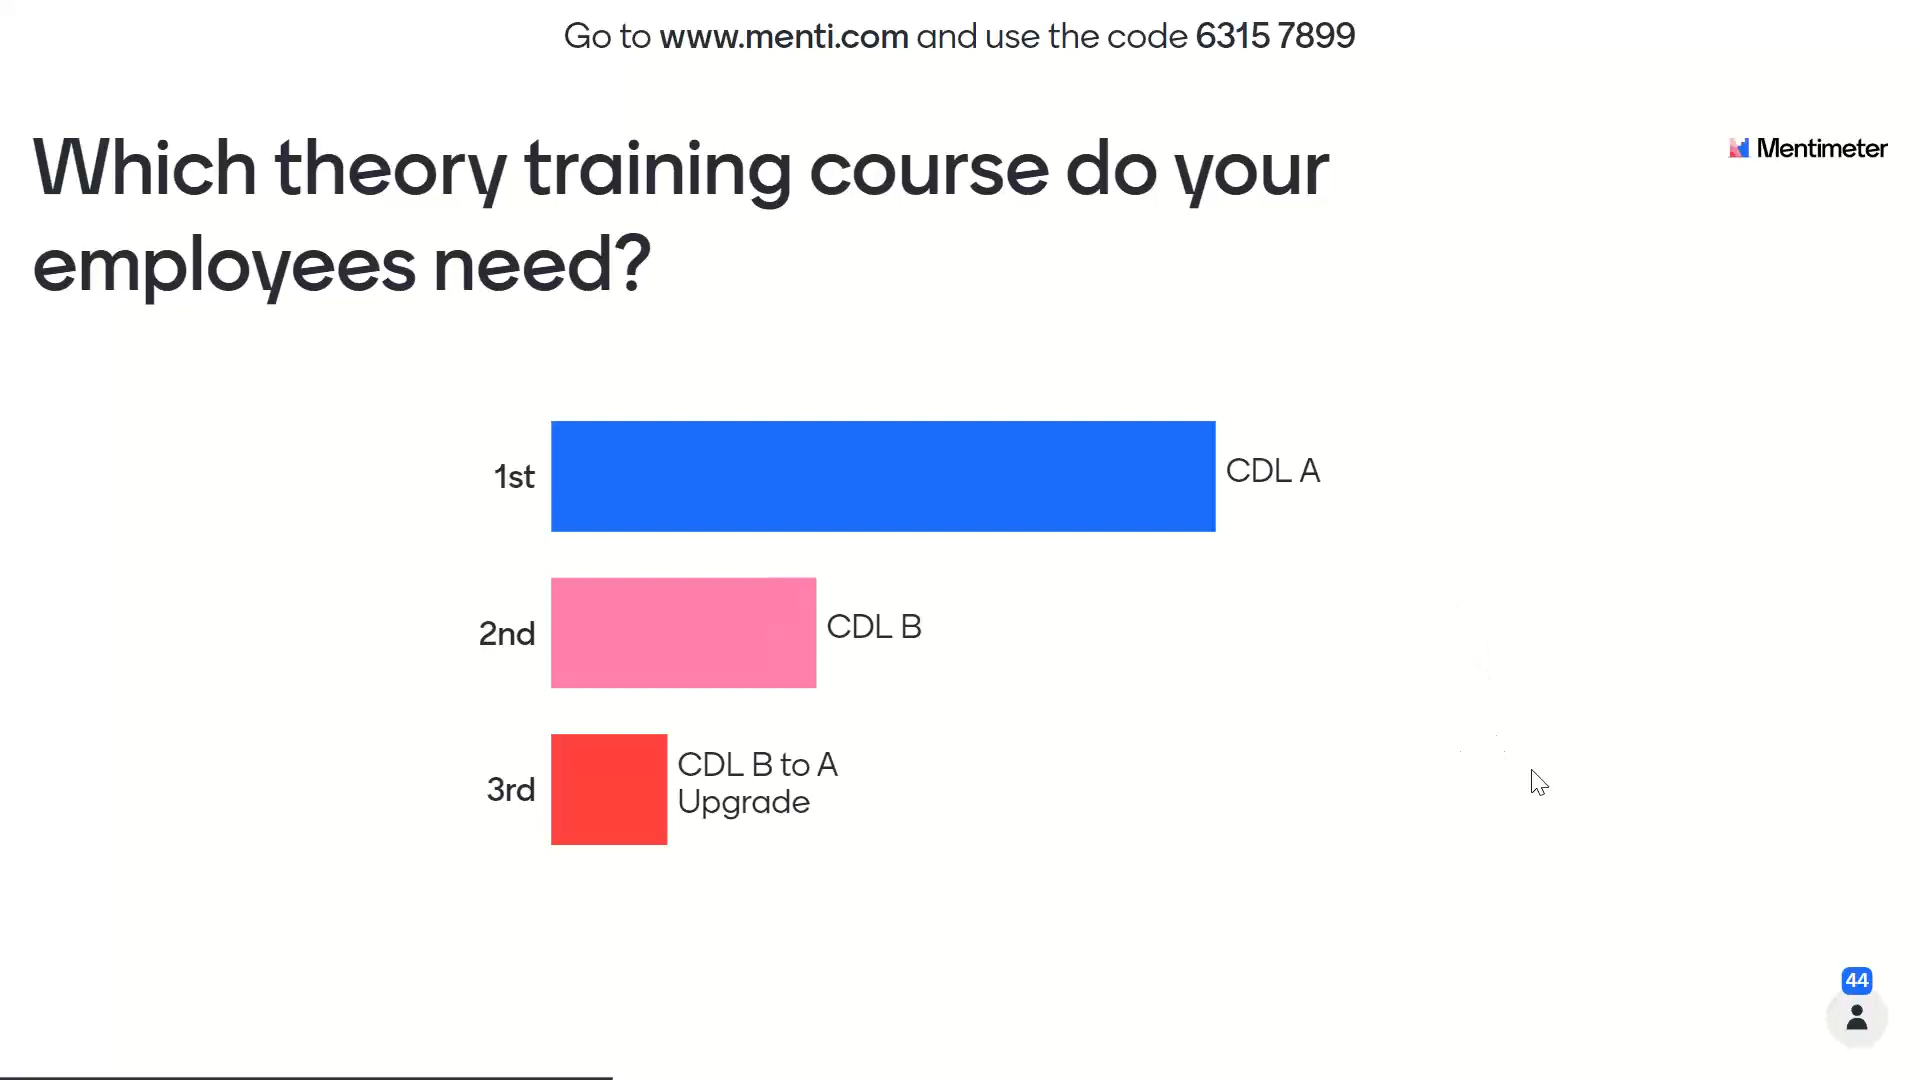 Go to www.menti.com and use the code 6315 7899
Which theory training course do your
employees need?
Mentimeter
1st
CDL A
2nd
CDL B
3rd
CDL B to A
Upgrade
44